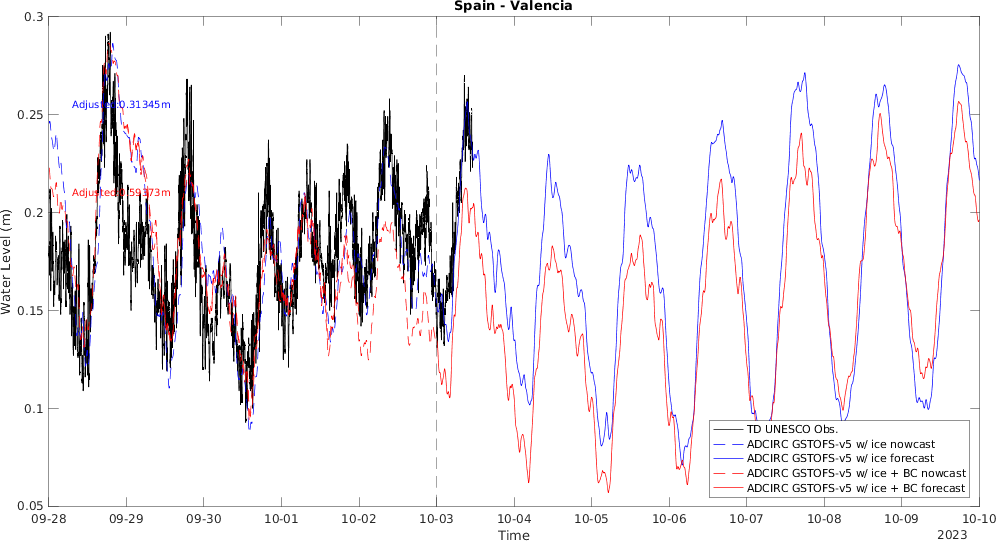 Spain - Valencia
0.3
0.25
0.2
0.15
0.1
0.05
Water Level (m)
Adjusted:0.31345m
Adjusted:0.59373m
09-28
09-29
09-30
10-01
10-02
10-03
10-04
10-05
10-06
10-07
10-08
10-09
10-10
Time
2023
TD UNESCO Obs.
ADCIRC GSTOFS-v5 w/ ice nowcast
ADCIRC GSTOFS-v5 w/ ice forecast
ADCIRC GSTOFS-v5 w/ ice + BC nowcast
ADCIRC GSTOFS-v5 w/ ice + BC forecast